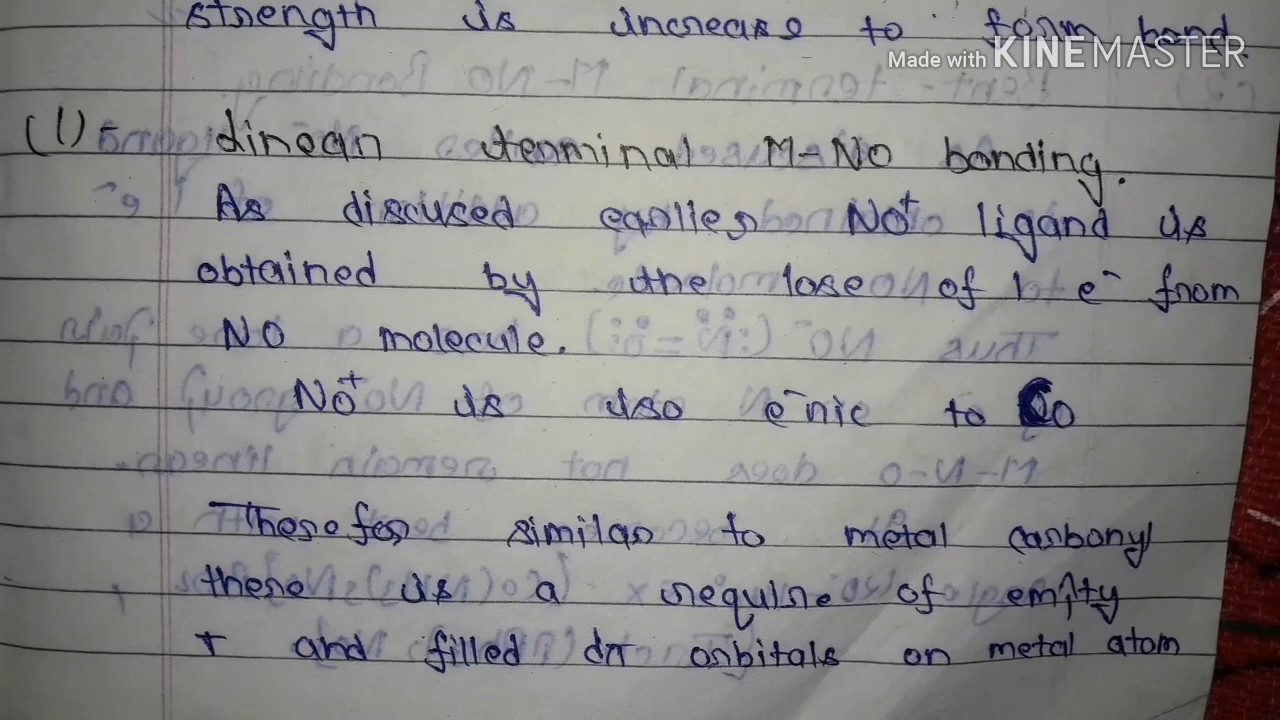 strength is increase to form bond.
Made with KINEMASTER
(1) linear terminal M-NO bonding.
As discused earlier NO⁺ ligand is
obtained by the lose of 1 e⁻ from
NO molecule.
NO⁺ is iso e⁻nic to CO
Therefor similar to metal carbonyl
there is a require of empty
σ and filled dπ orbitals on metal atom